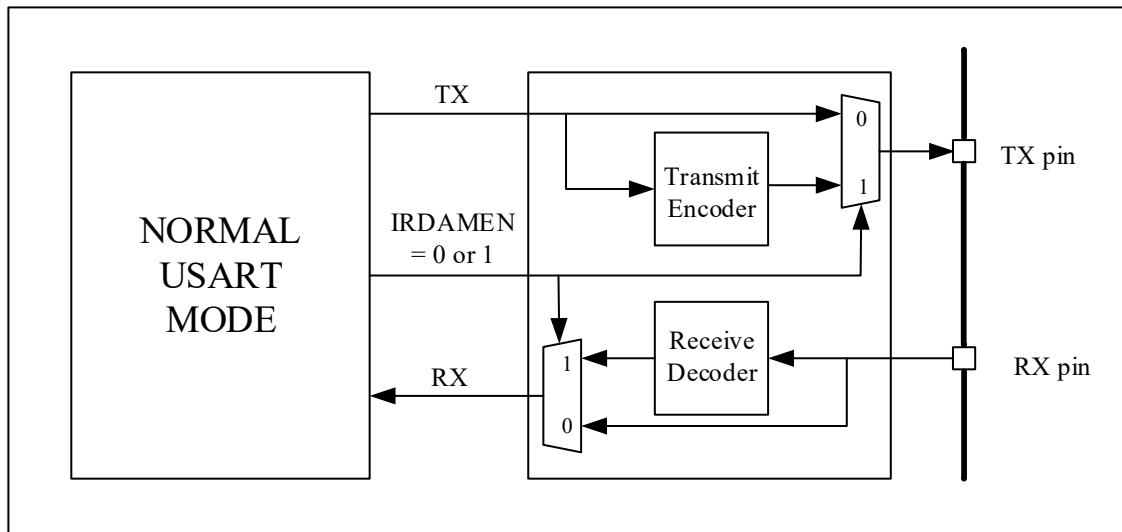 TX
0
Transmit
Encoder
1
TX pin
NORMAL
USART
MODE
IRDAMEN
= 0 or 1
Receive
Decoder
1
RX
0
RX pin